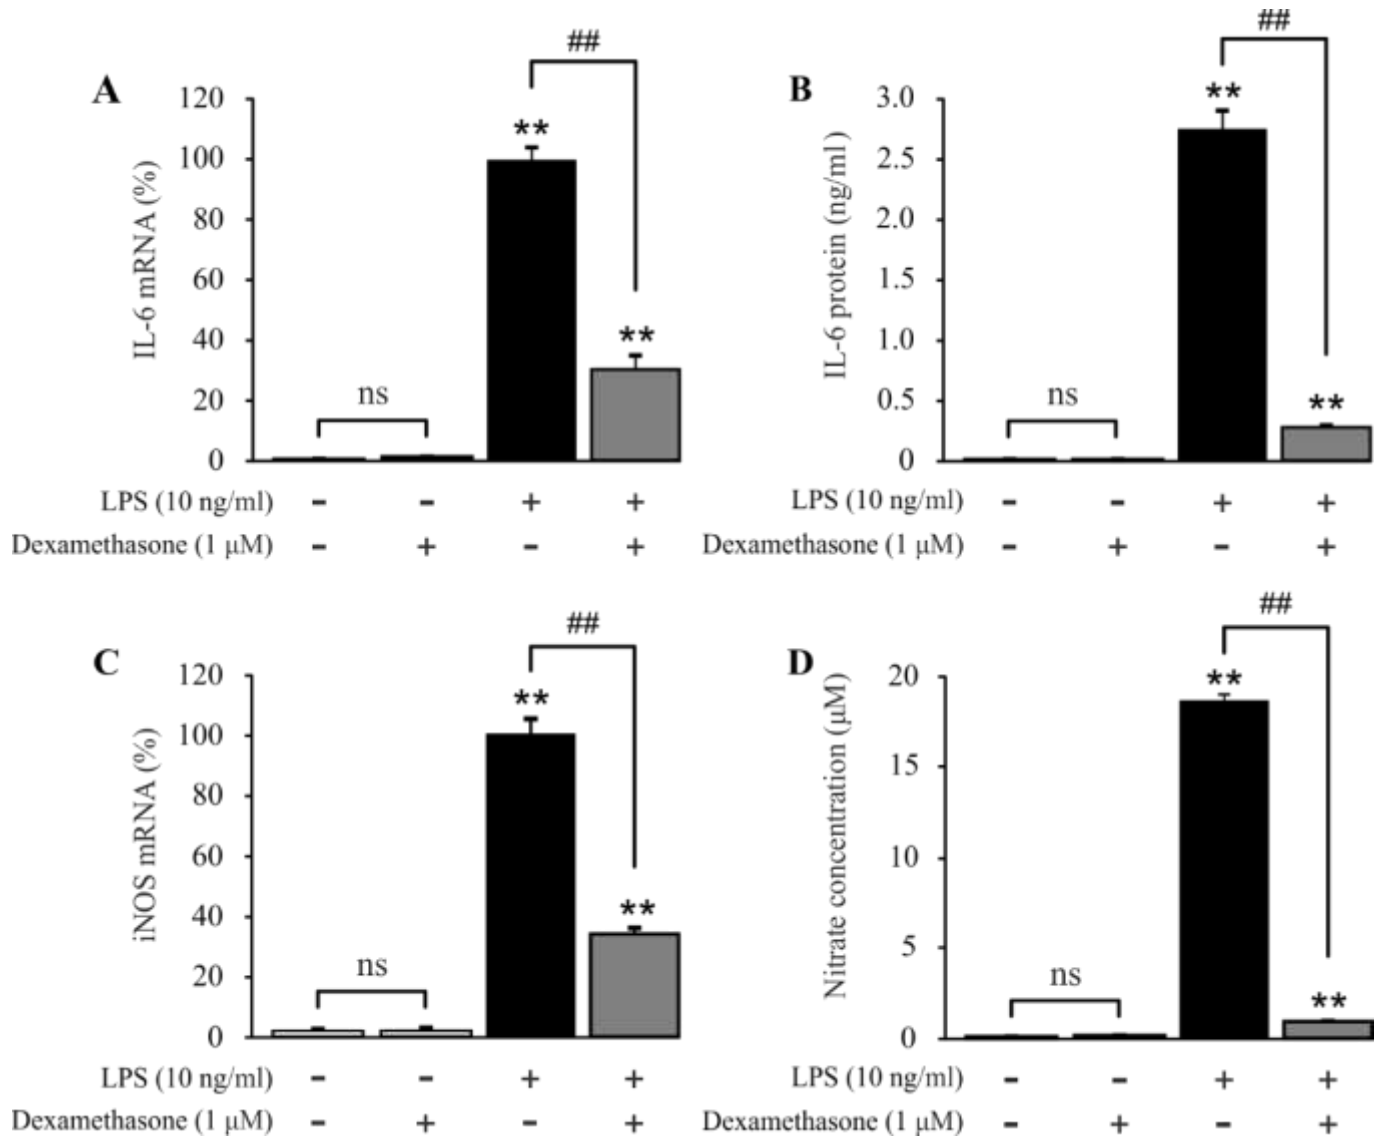 A
IL-6 mRNA (%)
120
100
80
60
40
20
0
ns
**
##
**
LPS (10 ng/ml) - - + +
Dexamethasone (1 μM) - + - +
B
IL-6 protein (ng/ml)
3.0
2.5
2.0
1.5
1.0
0.5
0
ns
**
##
**
LPS (10 ng/ml) - - + +
Dexamethasone (1 μM) - + - +
C
iNOS mRNA (%)
120
100
80
60
40
20
0
ns
**
##
**
LPS (10 ng/ml) - - + +
Dexamethasone (1 μM) - + - +
D
Nitrate concentration (μM)
20
15
10
5
0
ns
**
##
**
LPS (10 ng/ml) - - + +
Dexamethasone (1 μM) - + - +